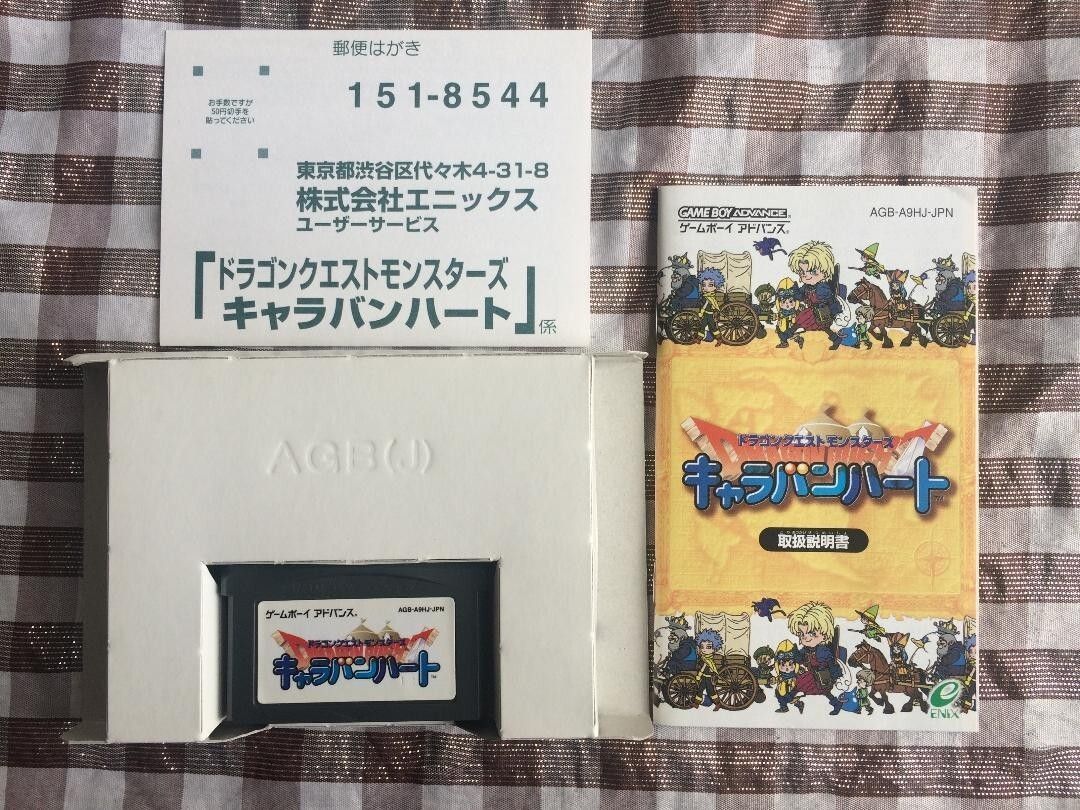 郵便はがき
お手数ですが
50円切手を
貼ってください
151-8544
東京都渋谷区代々木4-31-8
株式会社エニックス
ユーザーサービス
「ドラゴンクエストモンスターズ
キャラバンハート」係
AGB(J)
ゲームボーイ アドバンス®
AGB-A9HJ-JPN
ドラゴンクエストモンスターズ
キャラバンハート™
GAME BOY ADVANCE
ゲームボーイ アドバンス®
AGB-A9HJ-JPN
ドラゴンクエストモンスターズ
キャラバンハート™
取扱説明書
ENIX